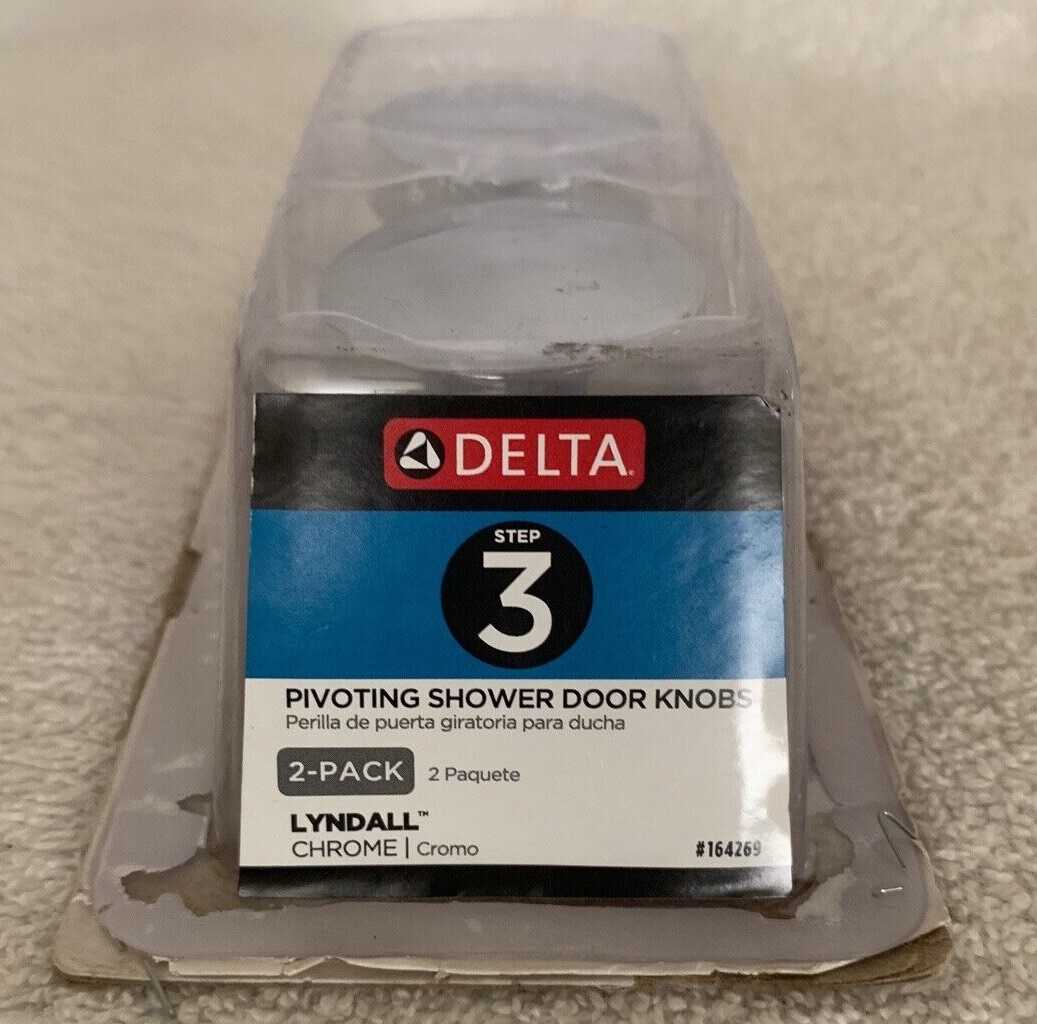 DELTA®
STEP
3
PIVOTING SHOWER DOOR KNOBS
Perilla de puerta giratoria para ducha
2-PACK 2 Paquete
LYNDALL™
CHROME | Cromo #164269